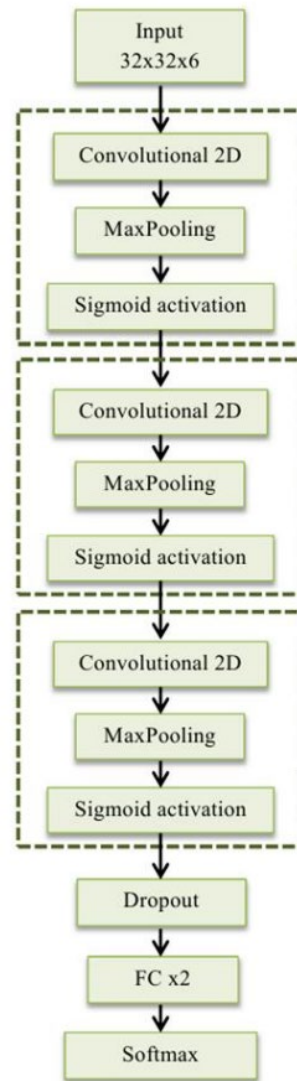 Input
32x32x6
Convolutional 2D
MaxPooling
Sigmoid activation
Convolutional 2D
MaxPooling
Sigmoid activation
Convolutional 2D
MaxPooling
Sigmoid activation
Dropout
FC x2
Softmax